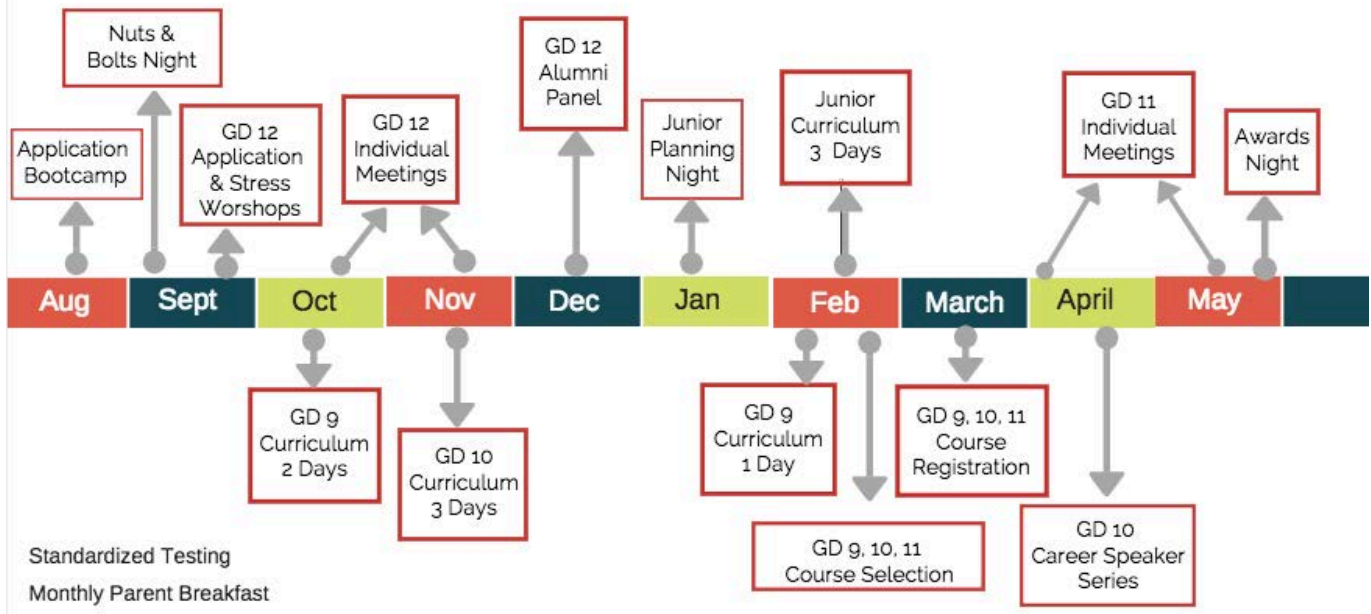 Nuts &
Bolts Night
Application
Bootcamp
GD 12
Application
& Stress
Worshops
GD 12
Individual
Meetings
GD 12
Alumni
Panel
Junior
Planning
Night
Junior
Curriculum
3 Days
GD 11
Individual
Meetings
Awards
Night
Aug
Sept
Oct
Nov
Dec
Jan
Feb
March
April
May
GD 9
Curriculum
2 Days
GD 10
Curriculum
3 Days
GD 9
Curriculum
1 Day
GD 9, 10, 11
Course Selection
GD 9, 10, 11
Course
Registration
GD 10
Career Speaker
Series
Standardized Testing
Monthly Parent Breakfast